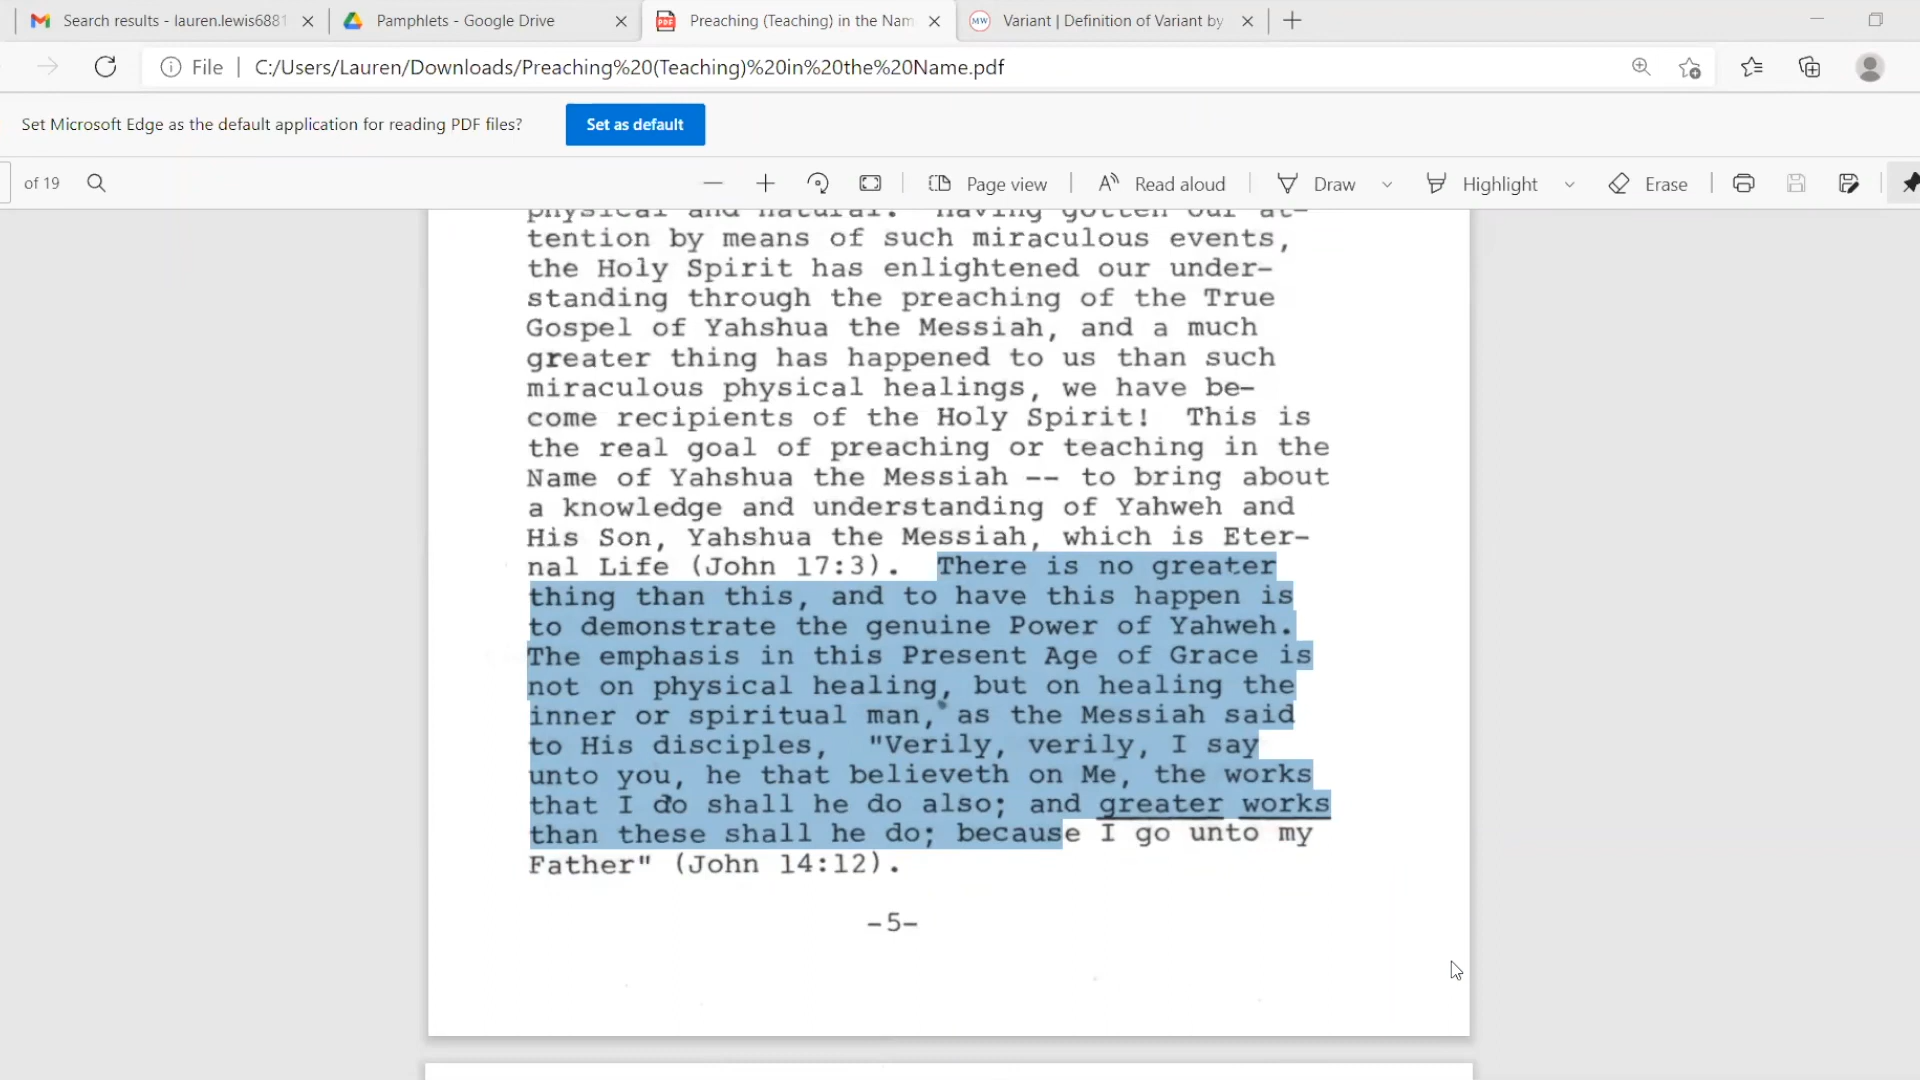 Search results - lauren.lewis6881
Pamphlets - Google Drive
Preaching (Teaching) in the Nam
Variant | Definition of Variant by
File
C:/Users/Lauren/Downloads/Preaching%20(Teaching)%20in%20the%20Name.pdf
Set Microsoft Edge as the default application for reading PDF files?
Set as default
of 19
Page view
Read aloud
Draw
Highlight
Erase
physical and natural. Having gotten our at-
tention by means of such miraculous events,
the Holy Spirit has enlightened our under-
standing through the preaching of the True
Gospel of Yahshua the Messiah, and a much
greater thing has happened to us than such
miraculous physical healings, we have be-
come recipients of the Holy Spirit! This is
the real goal of preaching or teaching in the
Name of Yahshua the Messiah -- to bring about
a knowledge and understanding of Yahweh and
His Son, Yahshua the Messiah, which is Eter-
nal Life (John 17:3). There is no greater
thing than this, and to have this happen is
to demonstrate the genuine Power of Yahweh.
The emphasis in this Present Age of Grace is
not on physical healing, but on healing the
inner or spiritual man, as the Messiah said
to His disciples, "Verily, verily, I say
unto you, he that believeth on Me, the works
that I do shall he do also; and greater works
than these shall he do; because I go unto my
Father" (John 14:12).
-5-